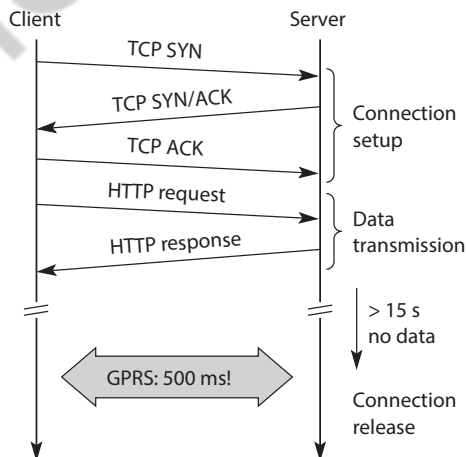 Client
Server
TCP SYN
TCP SYN/ACK
Connection
setup
TCP ACK
HTTP request
Data
transmission
HTTP response
> 15 s
no data
GPRS: 500 ms!
Connection
release